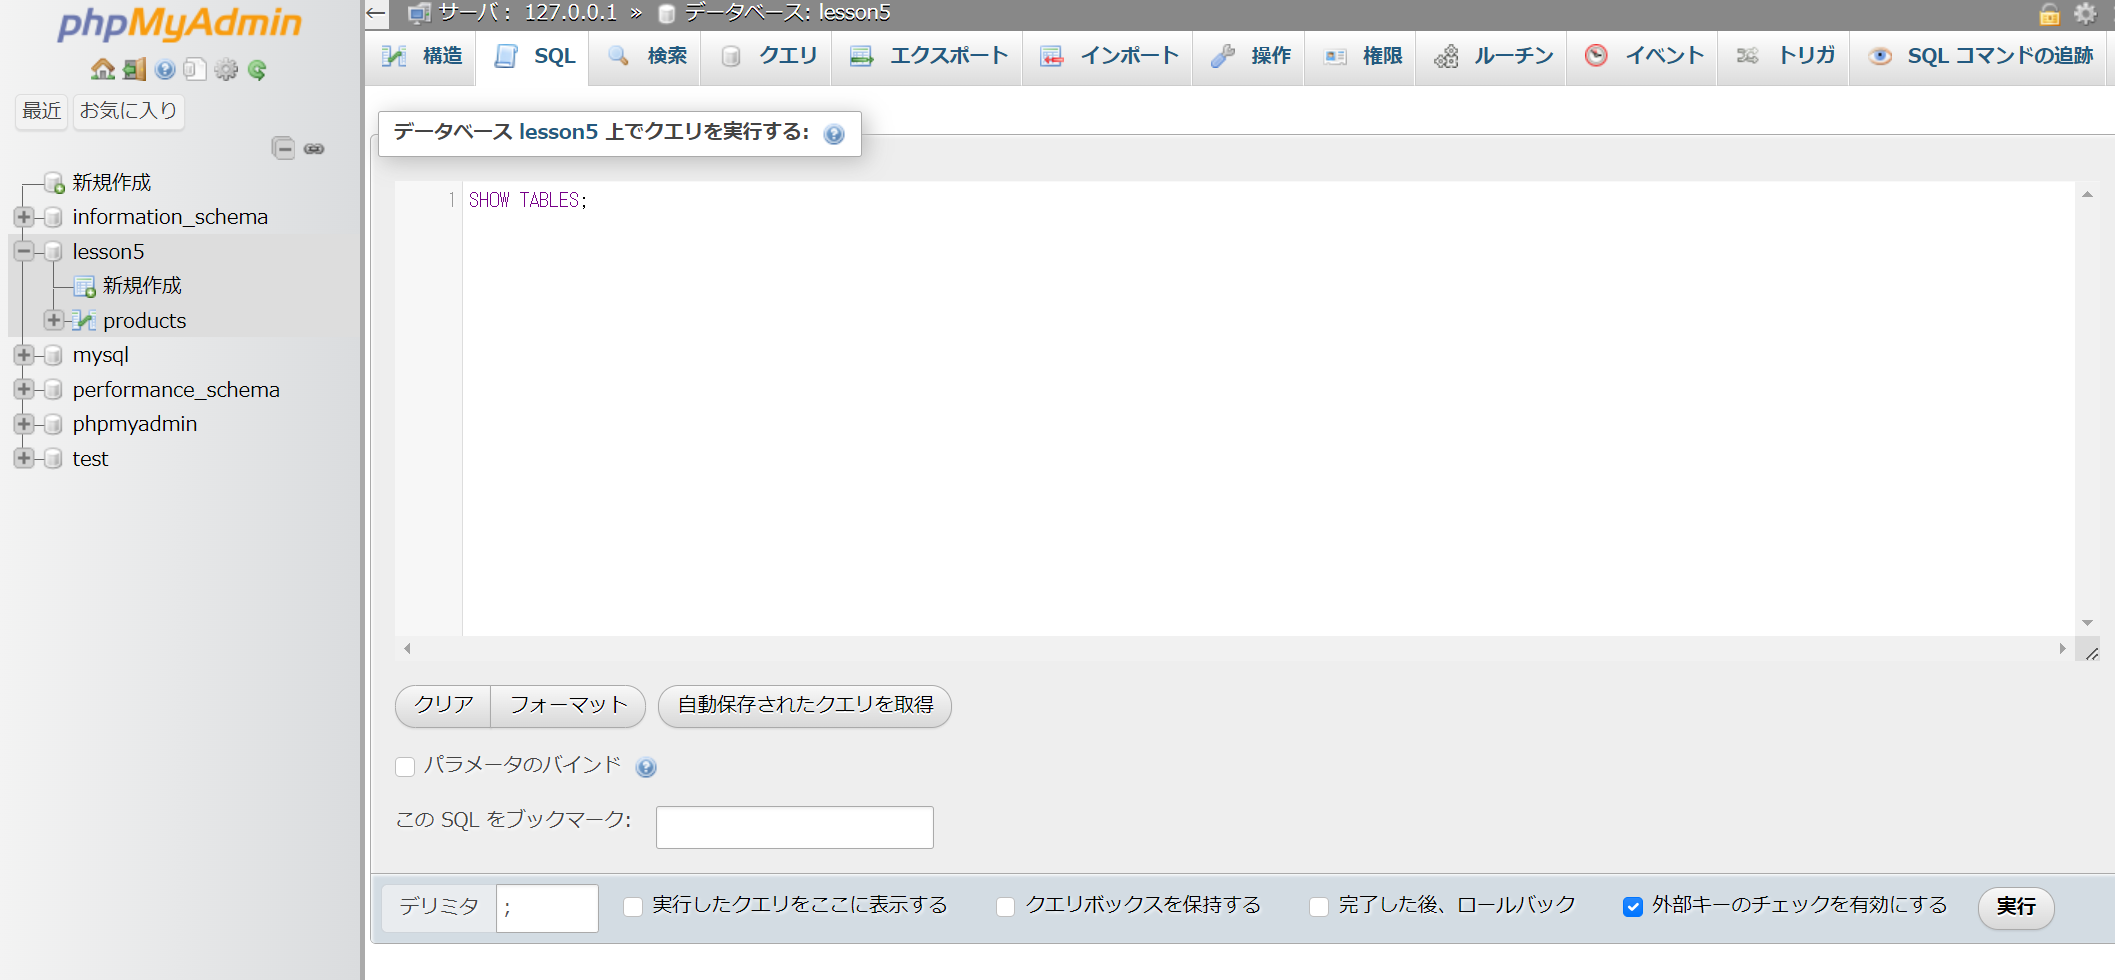 phpMyAdmin
最近 お気に入り
新規作成
information_schema
lesson5
新規作成
products
mysql
performance_schema
phpmyadmin
test
サーバ: 127.0.0.1 » データベース: lesson5
構造 SQL 検索 クエリ エクスポート インポート 操作 権限 ルーチン イベント トリガ SQL コマンドの追跡
データベース lesson5 上でクエリを実行する:
1 SHOW TABLES;
クリア フォーマット 自動保存されたクエリを取得
パラメータのバインド
この SQL をブックマーク:
デリミタ ; 実行したクエリをここに表示する クエリボックスを保持する 完了した後、ロールバック 外部キーのチェックを有効にする 実行